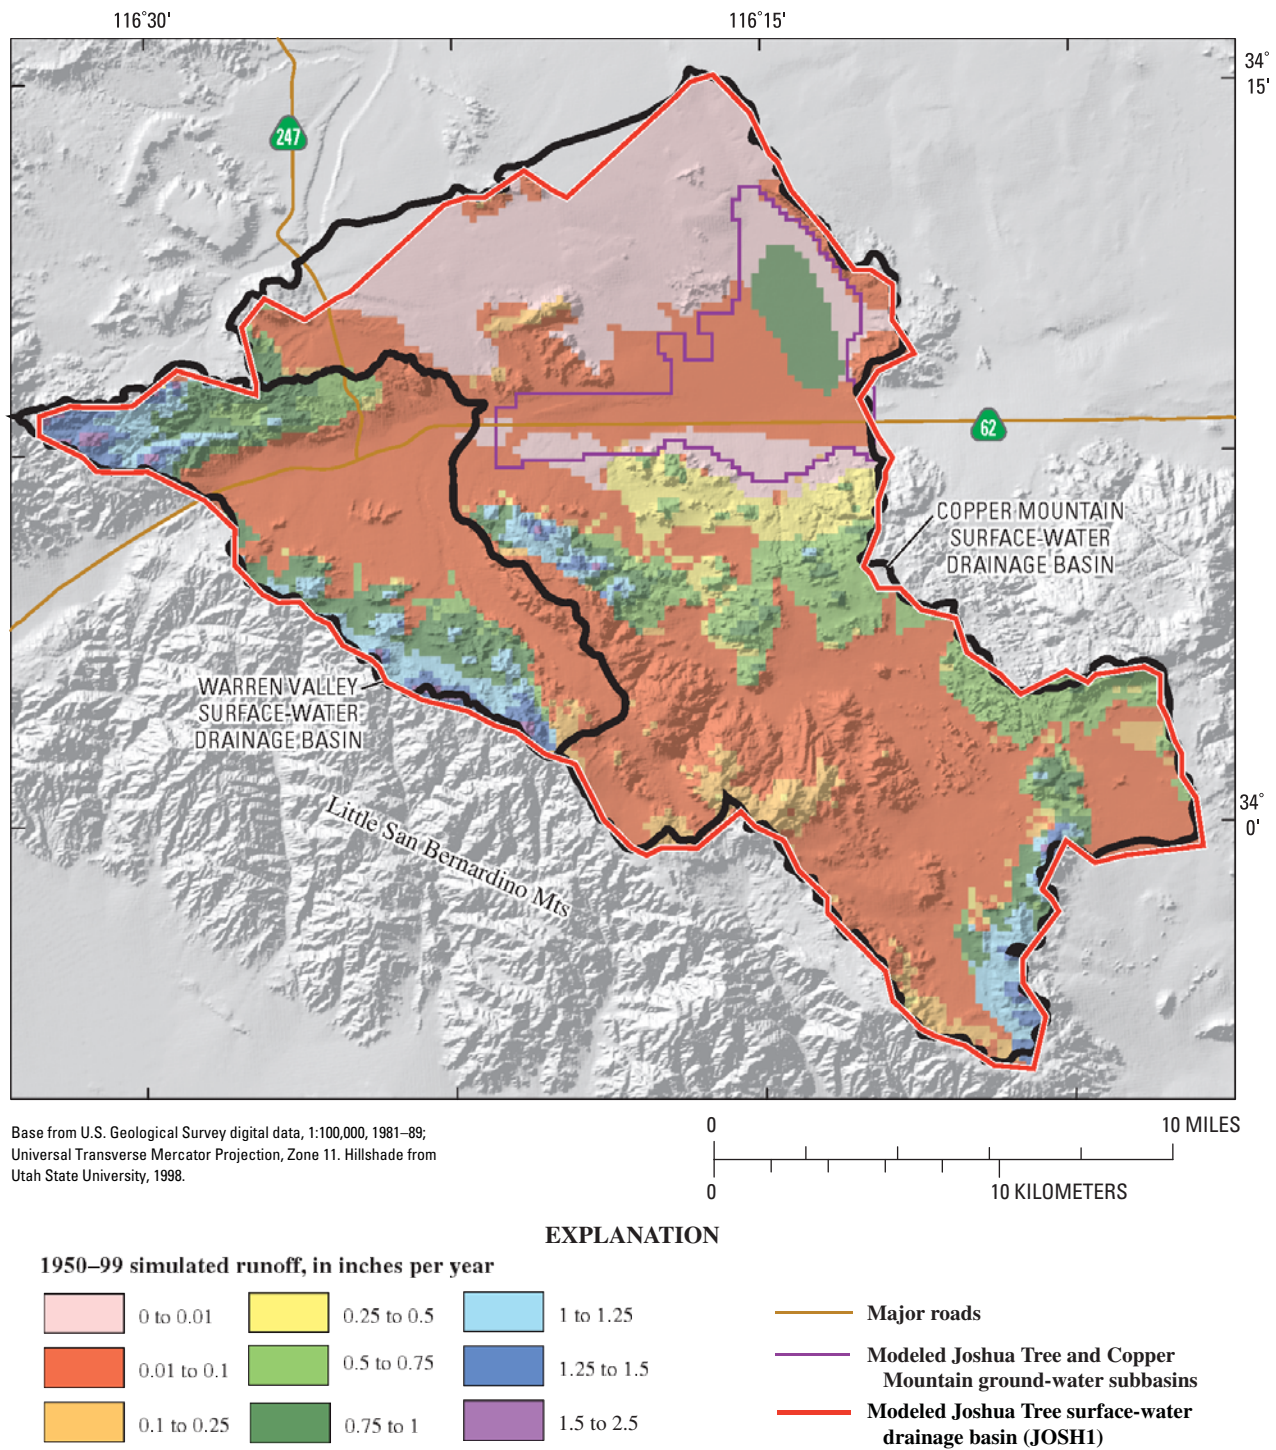 116°30'
116°15'
34°
15'
247
62
COPPER MOUNTAIN
SURFACE-WATER
DRAINAGE BASIN
WARREN VALLEY
SURFACE-WATER
DRAINAGE BASIN
Little San Bernardino Mts
34°
0'
Base from U.S. Geological Survey digital data, 1:100,000, 1981–89;
Universal Transverse Mercator Projection, Zone 11. Hillshade from
Utah State University, 1998.
0
10 MILES
0
10 KILOMETERS
EXPLANATION
1950–99 simulated runoff, in inches per year
0 to 0.01
0.01 to 0.1
0.1 to 0.25
0.25 to 0.5
0.5 to 0.75
0.75 to 1
1 to 1.25
1.25 to 1.5
1.5 to 2.5
Major roads
Modeled Joshua Tree and Copper
Mountain ground-water subbasins
Modeled Joshua Tree surface-water
drainage basin (JOSH1)